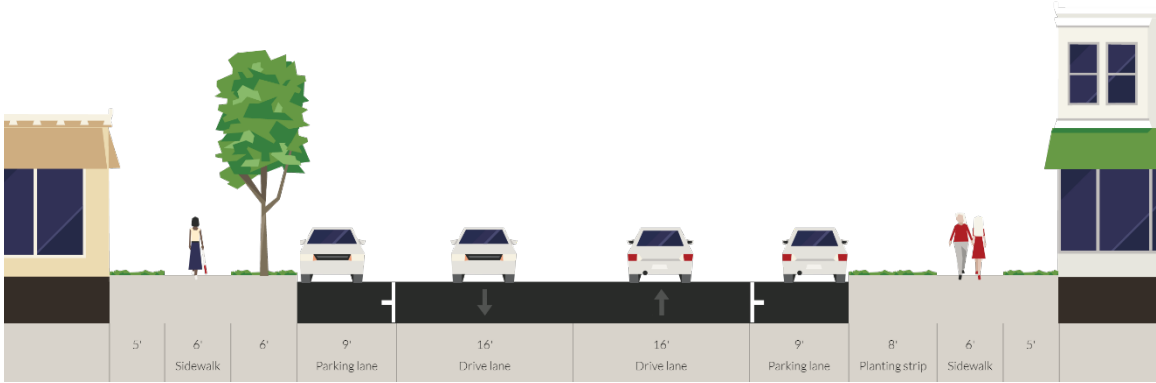 5' 6' 6' 9' 16' 16' 9' 8' 6' 5'
Sidewalk Parking lane Drive lane Drive lane Parking lane Planting strip Sidewalk